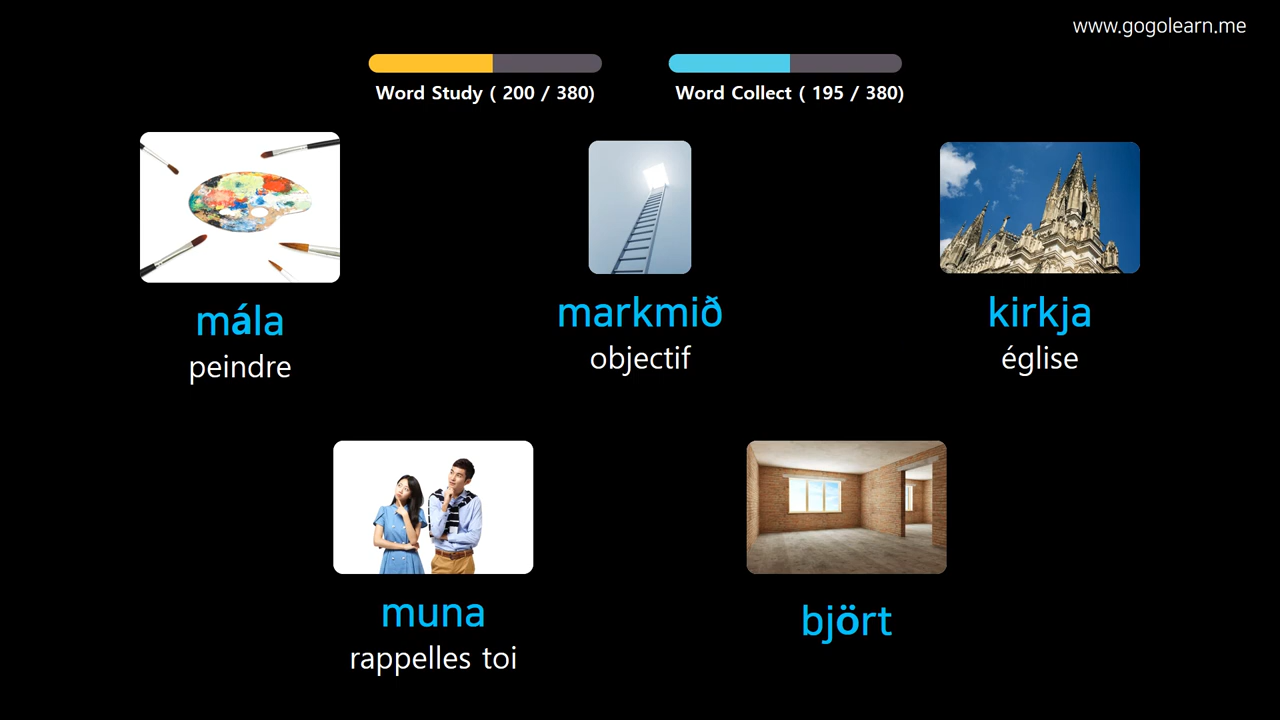 www.gogolearn.me
Word Study ( 200 / 380)
Word Collect ( 195 / 380)
mála
peindre
markmið
objectif
kirkja
église
muna
rappelles toi
björt